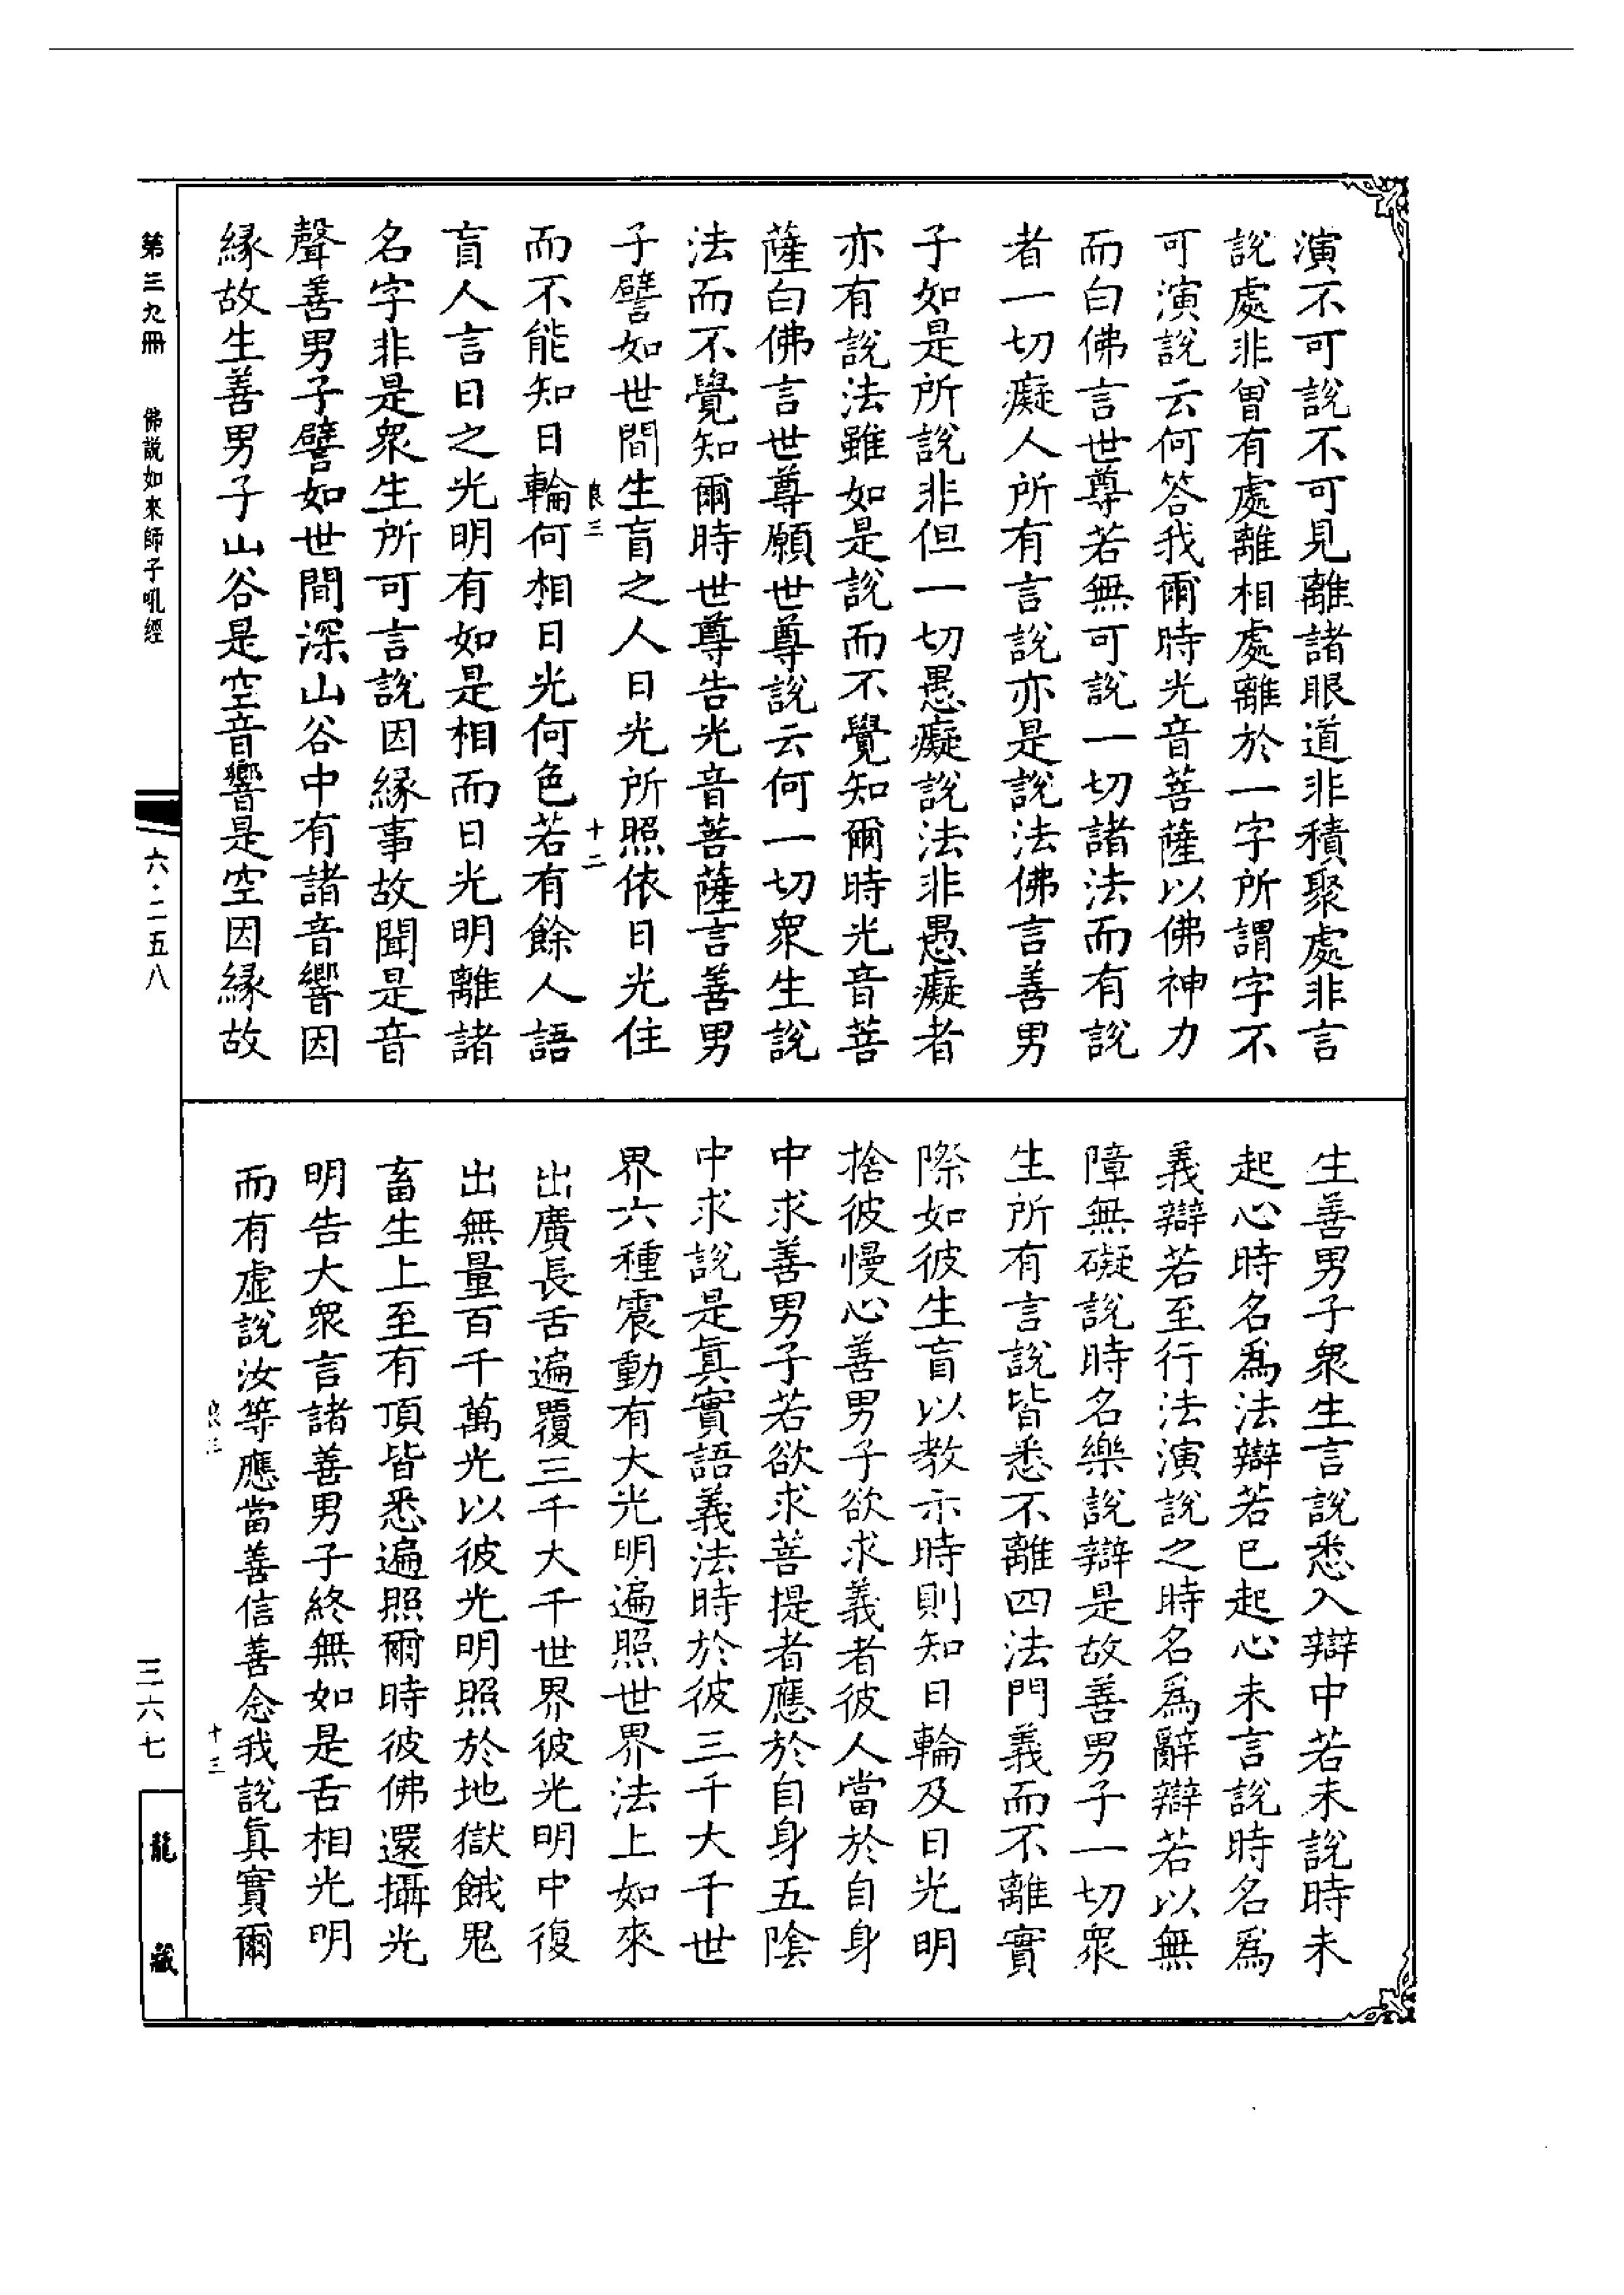 演不可說不可見離諸眼道非積聚處非言
說處非曾有處離相處離於一字所謂字不
可演說云何答我爾時光音菩薩以佛神力
而白佛言世尊若無可說一切諸法而有說
者一切癡人所有言說亦是說法佛言善男
子如是所說非但一切愚癡說法非愚癡者
亦有說法雖如是說而不覺知爾時光音菩
薩白佛言世尊願世尊說云何一切衆生說
法而不覺知爾時世尊告光音菩薩言善男
子譬如世間生盲之人日光所照依日光住
良三 十二
而不能知日輪何相日光何色若有餘人語
盲人言日之光明有如是相而日光明離諸
名字非是衆生所可言說因緣事故聞是音
聲善男子譬如世間深山谷中有諸音響因
緣故生善男子山谷是空音響是空因緣故
生善男子衆生言說悉入辯中若未說時未
起心時名爲法辯若已起心未言說時名爲
義辯若至行法演說之時名爲辭辯若以無
障無礙說時名樂說辯是故善男子一切衆
生所有言說皆悉不離四法門義而不離實
際如彼生盲以教示時則知日輪及日光明
捨彼慢心善男子欲求義者彼人當於自身
中求善男子若欲求菩提者應於自身五陰
中求說是眞實語義法時於彼三千大千世
界六種震動有大光明遍照世界法上如來
出廣長舌遍覆三千大千世界彼光明中復
出無量百千萬光以彼光明照於地獄餓鬼
畜生上至有頂皆悉遍照爾時彼佛還攝光
明告大衆言諸善男子終無如是舌相光明
而有虛說汝等應當善信善念我說眞實爾
良三 十三
第三九冊 佛說如來師子吼經
六·二五八
三六七
龍藏